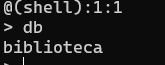 @(shell):1:1
> db
biblioteca
>